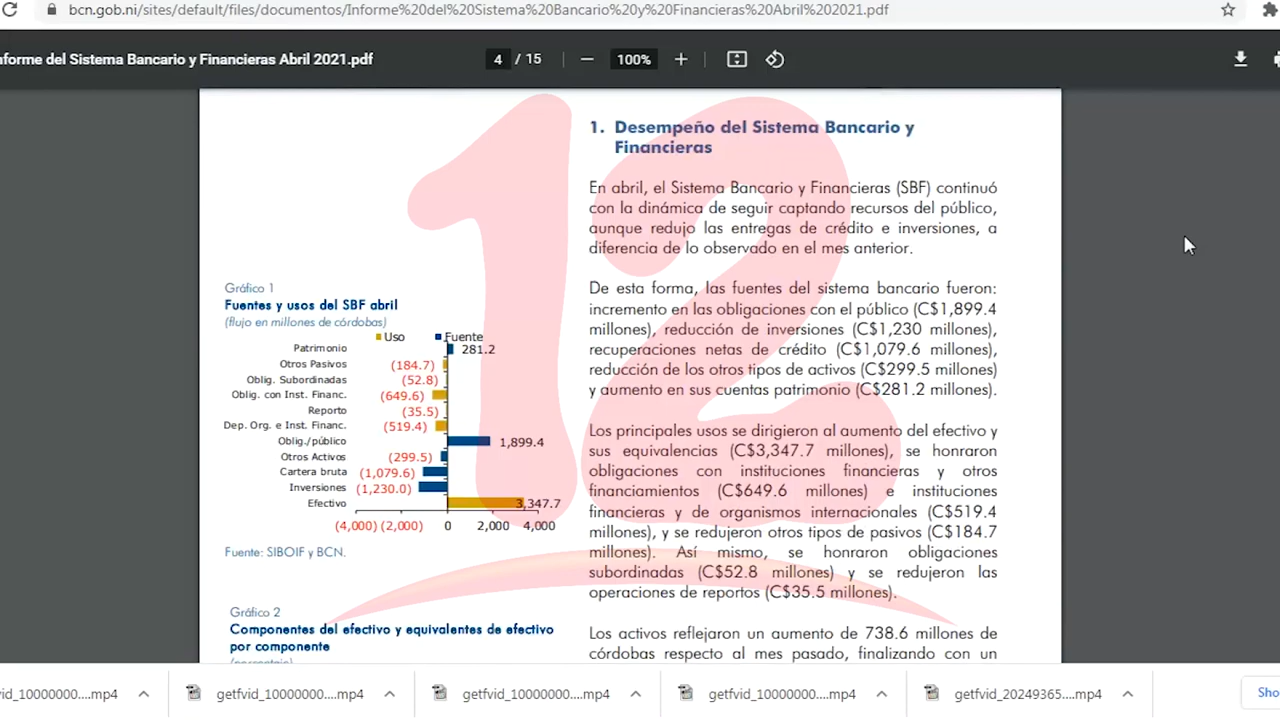 bcn.gob.ni/sites/default/files/documentos/Informe%20del%20Sistema%20Bancario%20y%20Financieras%20Abril%202021.pdf
nforme del Sistema Bancario y Financieras Abril 2021.pdf
4 / 15
100%
12
1. Desempeño del Sistema Bancario y
Financieras
En abril, el Sistema Bancario y Financieras (SBF) continuó
con la dinámica de seguir captando recursos del público,
aunque redujo las entregas de crédito e inversiones, a
diferencia de lo observado en el mes anterior.
De esta forma, las fuentes del sistema bancario fueron:
incremento en las obligaciones con el público (C$1,899.4
millones), reducción de inversiones (C$1,230 millones),
recuperaciones netas de crédito (C$1,079.6 millones),
reducción de los otros tipos de activos (C$299.5 millones)
y aumento en sus cuentas patrimonio (C$281.2 millones).
Los principales usos se dirigieron al aumento del efectivo y
sus equivalencias (C$3,347.7 millones), se honraron
obligaciones con instituciones financieras y otros
financiamientos (C$649.6 millones) e instituciones
financieras y de organismos internacionales (C$519.4
millones), y se redujeron otros tipos de pasivos (C$184.7
millones). Así mismo, se honraron obligaciones
subordinadas (C$52.8 millones) y se redujeron las
operaciones de reportos (C$35.5 millones).
Los activos reflejaron un aumento de 738.6 millones de
córdobas respecto al mes pasado, finalizando con un
Gráfico 1
Fuentes y usos del SBF abril
(flujo en millones de córdobas)
Uso Fuente
Patrimonio 281.2
Otros Pasivos (184.7)
Oblig. Subordinadas (52.8)
Oblig. con Inst. Financ. (649.6)
Reporto (35.5)
Dep. Org. e Inst. Financ. (519.4)
Oblig./público 1,899.4
Otros Activos (299.5)
Cartera bruta (1,079.6)
Inversiones (1,230.0)
Efectivo 3,347.7
(4,000) (2,000) 0 2,000 4,000
Fuente: SIBOIF y BCN.
Gráfico 2
Componentes del efectivo y equivalentes de efectivo
por componente
(porcentaje)
vid_10000000....mp4
getfvid_10000000....mp4
getfvid_10000000....mp4
getfvid_10000000....mp4
getfvid_20249365....mp4
Sho